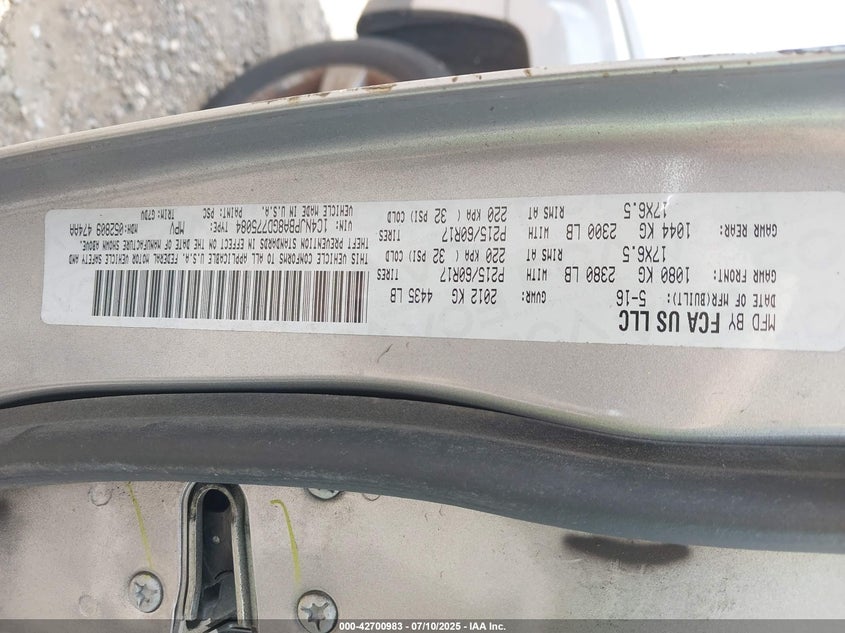 MFD BY FCA US LLC
DATE OF MFR(BUILT): 5-16 GVWR: 2012 KG 4435 LB
GAWR FRONT: 1080 KG 2380 LB WITH P215/60R17 TIRES
17X6.5 RIMS AT 220 KPA ( 32 PSI) COLD
GAWR REAR: 1044 KG 2300 LB WITH P215/60R17 TIRES
17X6.5 RIMS AT 220 KPA ( 32 PSI) COLD
THIS VEHICLE CONFORMS TO ALL APPLICABLE U.S.A. FEDERAL MOTOR VEHICLE SAFETY AND
THEFT PREVENTION STANDARDS IN EFFECT ON THE DATE OF MANUFACTURE SHOWN ABOVE.
VIN: 1C4NJPBA8GD775084 TYPE: MPV MDH:052809 474AA
VEHICLE MADE IN U.S.A. PAINT: PSC TRIM: G7DV
000-42700983 - 07/10/2025 - IAA Inc.